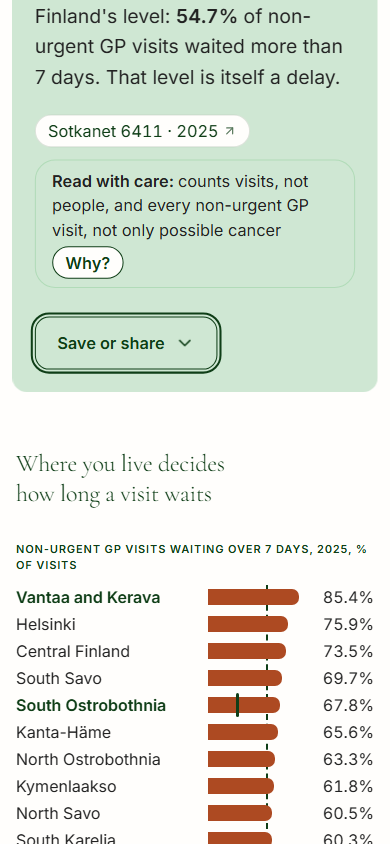 Finland's level: 54.7% of non-
urgent GP visits waited more than
7 days. That level is itself a delay.
Sotkanet 6411 · 2025 ↗
Read with care: counts visits, not
people, and every non-urgent GP
visit, not only possible cancer
Why?
Save or share
Where you live decides
how long a visit waits
NON-URGENT GP VISITS WAITING OVER 7 DAYS, 2025, %
OF VISITS
Vantaa and Kerava 85.4%
Helsinki 75.9%
Central Finland 73.5%
South Savo 69.7%
South Ostrobothnia 67.8%
Kanta-Häme 65.6%
North Ostrobothnia 63.3%
Kymenlaakso 61.8%
North Savo 60.5%
South Karelia 60.3%